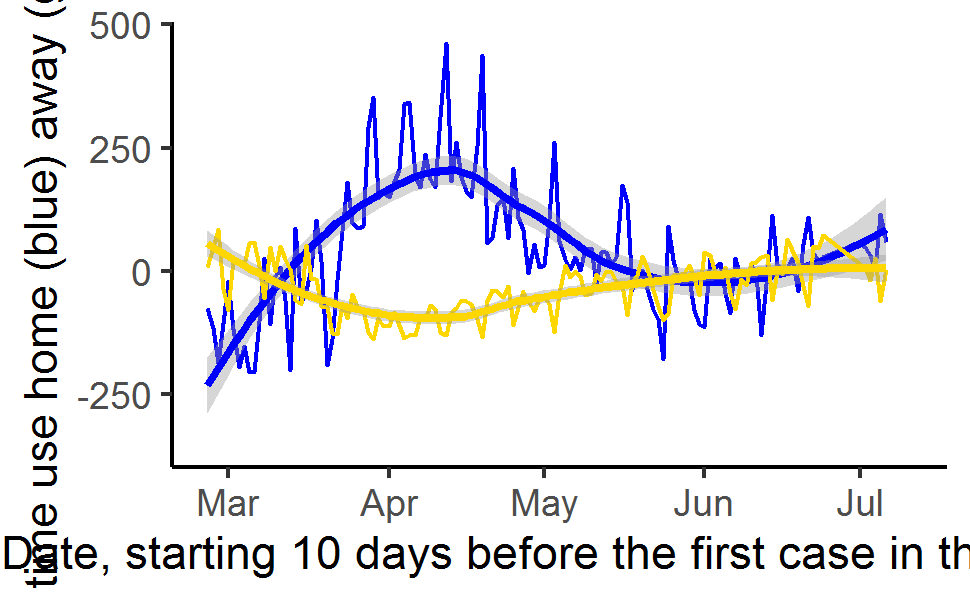 500
250
0
-250
time use home (blue) away (
Mar Apr May Jun Jul
Date, starting 10 days before the first case in th